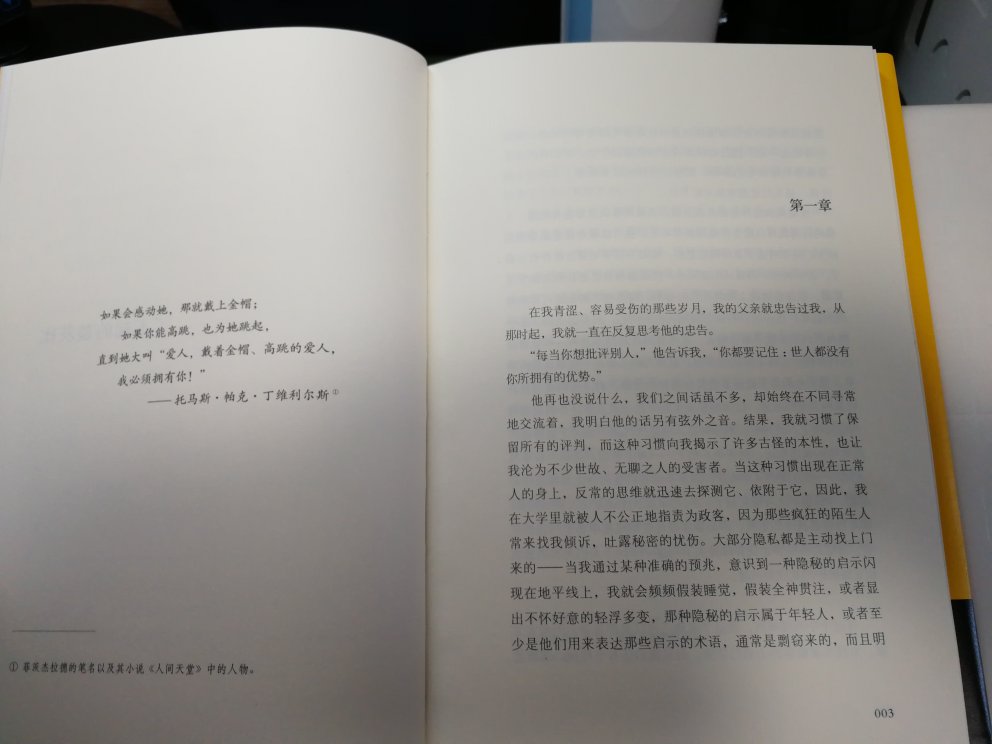 如果会感动她，那就戴上金帽；
如果你能高跳，也为她跳起，
直到她大叫“爱人，戴着金帽、高跳的爱人，
我必须拥有你！”
——托马斯·帕克·丁维利尔斯①
① 菲茨杰拉德的笔名以及其小说《人间天堂》中的人物。
第一章
在我青涩、容易受伤的那些岁月，我的父亲就忠告过我，从
那时起，我就一直在反复思考他的忠告。
“每当你想批评别人，”他告诉我，“你都要记住：世人都没有
你所拥有的优势。”
他再也没说什么，我们之间话虽不多，却始终在不同寻常
地交流着，我明白他的话另有弦外之音。结果，我就习惯了保
留所有的评判，而这种习惯向我揭示了许多古怪的本性，也让
我沦为不少世故、无聊之人的受害者。当这种习惯出现在正常
人的身上，反常的思维就迅速去探测它、依附于它，因此，我
在大学里就被人不公正地指责为政客，因为那些疯狂的陌生人
常来找我倾诉，吐露秘密的忧伤。大部分隐私都是主动找上门
来的——当我通过某种准确的预兆，意识到一种隐秘的启示闪
现在地平线上，我就会频频假装睡觉，假装全神贯注，或者显
出不怀好意的轻浮多变，那种隐秘的启示属于年轻人，或者至
少是他们用来表达那些启示的术语，通常是剽窃来的，而且明
003